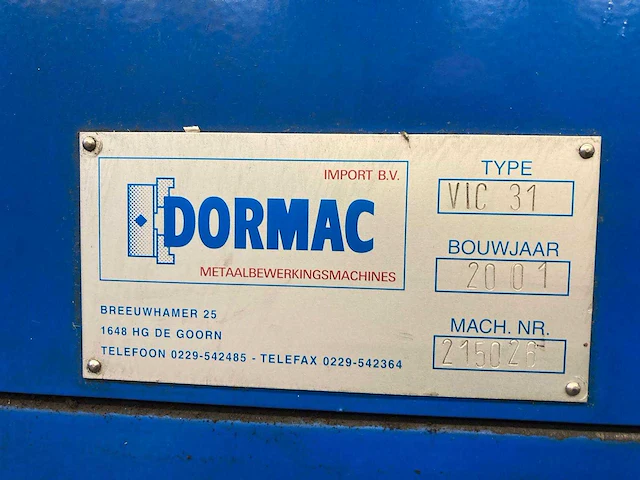 IMPORT B.V.
DORMAC
METAALBEWERKINGSMACHINES
BREEUWHAMER 25
1648 HG DE GOORN
TELEFOON 0229-542485 - TELEFAX 0229-542364
TYPE
VIC 31
BOUWJAAR
2001
MACH. NR.
215026